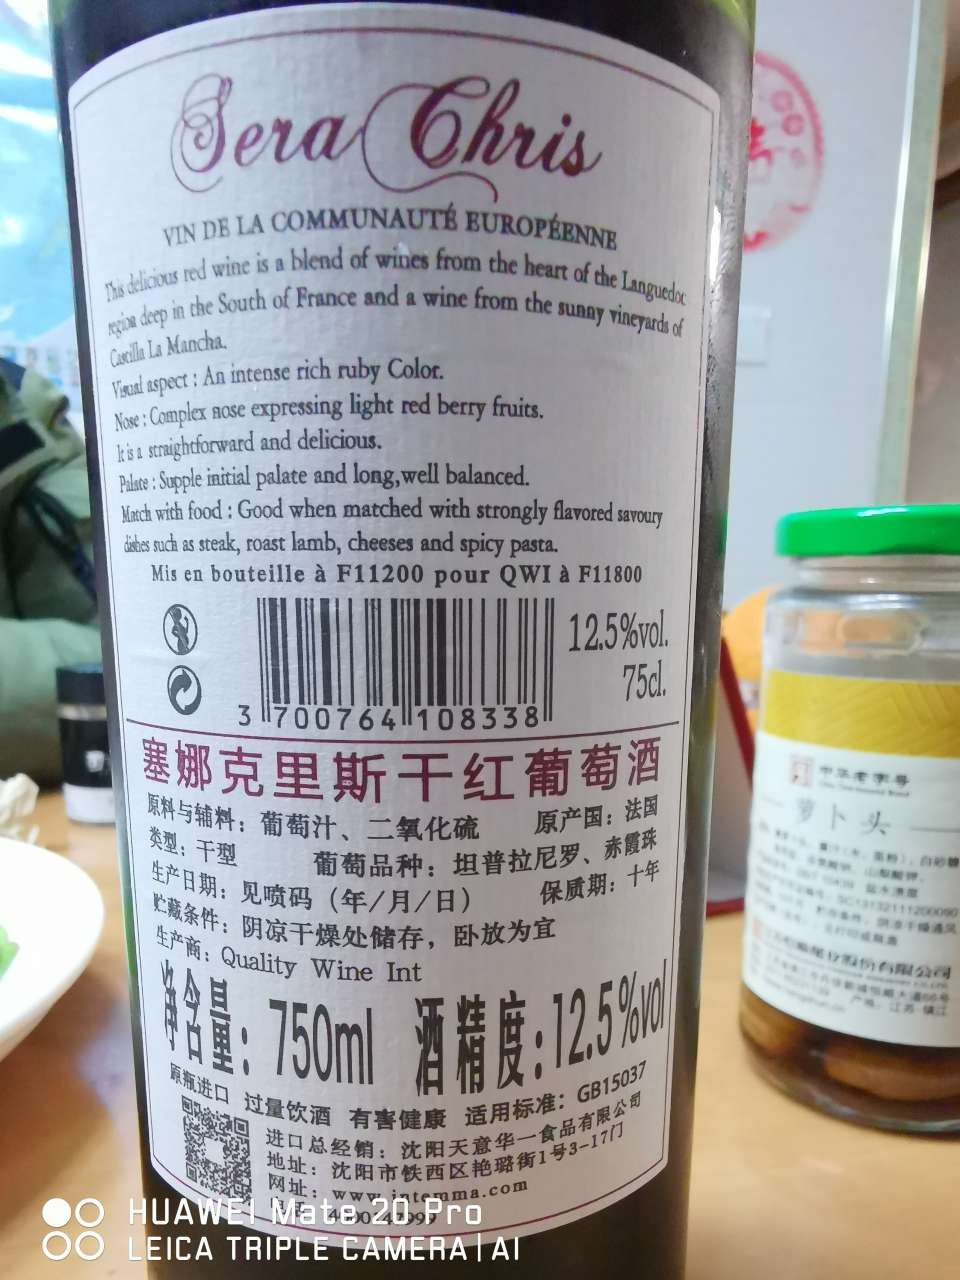 Sera Chris
VIN DE LA COMMUNAUTÉ EUROPÉENNE
This delicious red wine is a blend of wines from the heart of the Languedoc
region deep in the South of France and a wine from the sunny vineyards of
Castilla La Mancha.
Visual aspect : An intense rich ruby Color.
Nose : Complex nose expressing light red berry fruits.
It is a straightforward and delicious.
Palate : Supple initial palate and long,well balanced.
Match with food : Good when matched with strongly flavored savoury
dishes such as steak, roast lamb, cheeses and spicy pasta.
Mis en bouteille à F11200 pour QWI à F11800
12.5%vol.
75cl.
3 700764 108338
塞娜克里斯干红葡萄酒
原料与辅料：葡萄汁、二氧化硫 原产国：法国
类型：干型 葡萄品种：坦普拉尼罗、赤霞珠
生产日期：见喷码（年/月/日） 保质期：十年
贮藏条件：阴凉干燥处储存，卧放为宜
生产商：Quality Wine Int
净含量：750ml 酒精度：12.5%vol
原瓶进口 过量饮酒 有害健康 适用标准：GB15037
进口总经销：沈阳天意华一食品有限公司
地址：沈阳市铁西区艳璐街1号3-17门
网址：www.intemma.com
中华老字号
萝卜头
HUAWEI Mate 20 Pro
LEICA TRIPLE CAMERA | AI